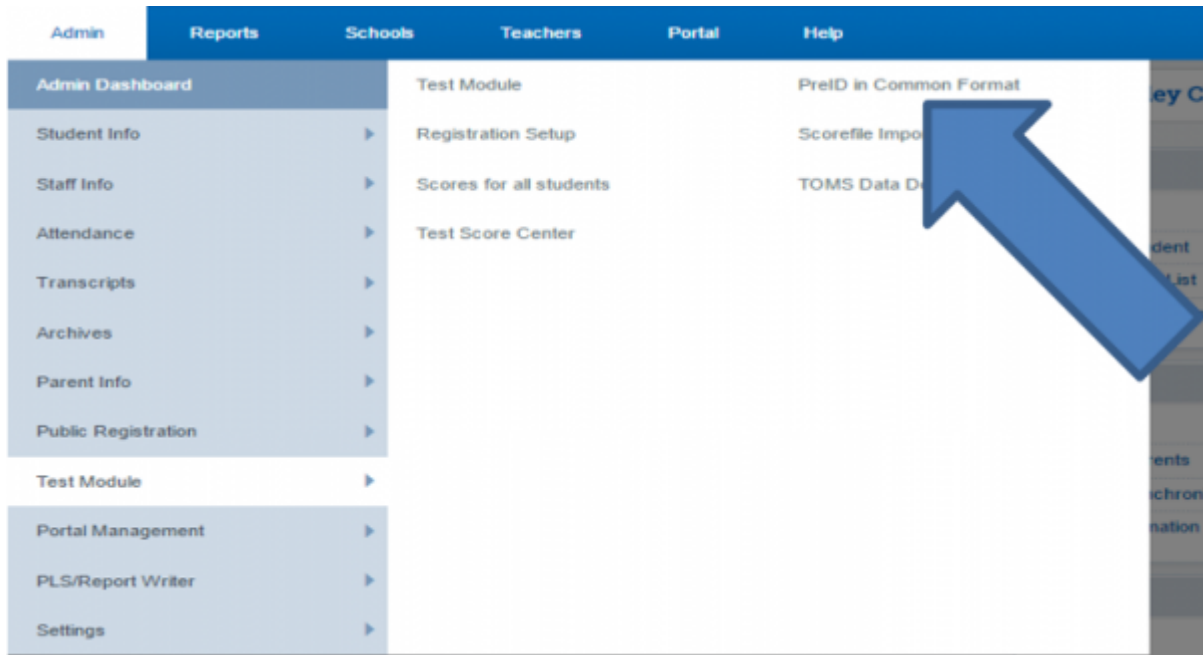 Admin Reports Schools Teachers Portal Help
Admin Dashboard
Student Info
Staff Info
Attendance
Transcripts
Archives
Parent Info
Public Registration
Test Module
Portal Management
PLS/Report Writer
Settings
Test Module
Registration Setup
Scores for all students
Test Score Center
PreID in Common Format
Scorefile
TOMS Data
List